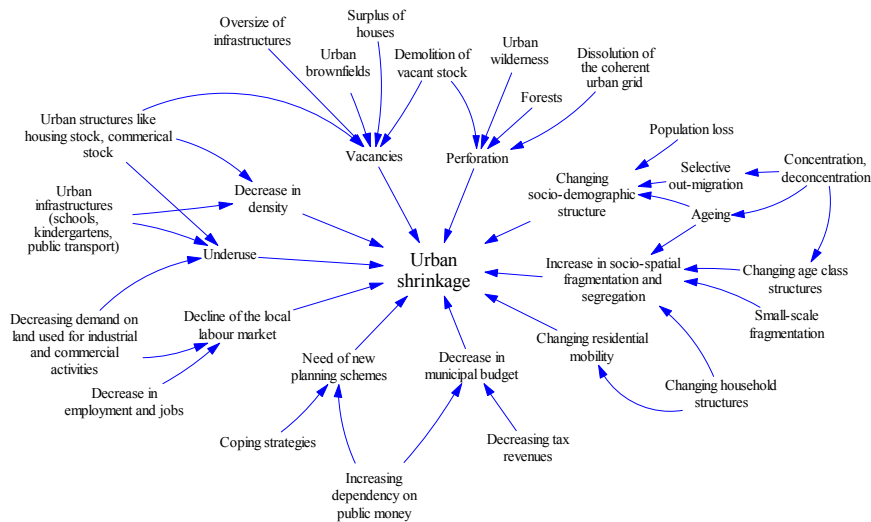 Oversize of
infrastructures
Surplus of
houses
Urban
brownfields
Demolition of
vacant stock
Urban
wilderness
Dissolution of
the coherent
urban grid
Forests
Urban structures like
housing stock, commerical
stock
Vacancies
Perforation
Population loss
Selective
out-migration
Concentration,
deconcentration
Changing
socio-demographic
structure
Ageing
Urban
infrastructures
(schools,
kindergartens,
public transport)
Decrease in
density
Underuse
Urban
shrinkage
Increase in socio-spatial
fragmentation and
segregation
Changing age class
structures
Small-scale
fragmentation
Decreasing demand on
land used for industrial
and commercial
activities
Decline of the local
labour market
Changing residential
mobility
Need of new
planning schemes
Decrease in
municipal budget
Changing household
structures
Decrease in
employment and jobs
Coping strategies
Decreasing tax
revenues
Increasing
dependency on
public money